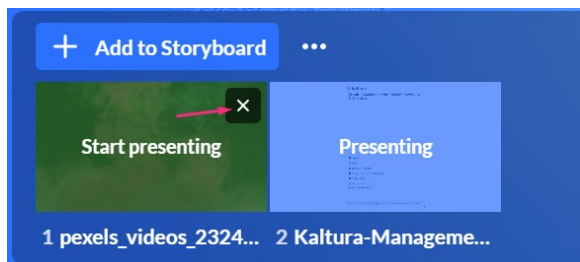 Add to Storyboard
Start presenting
Presenting
1 pexels_videos_2324...
2 Kaltura-Manageme...